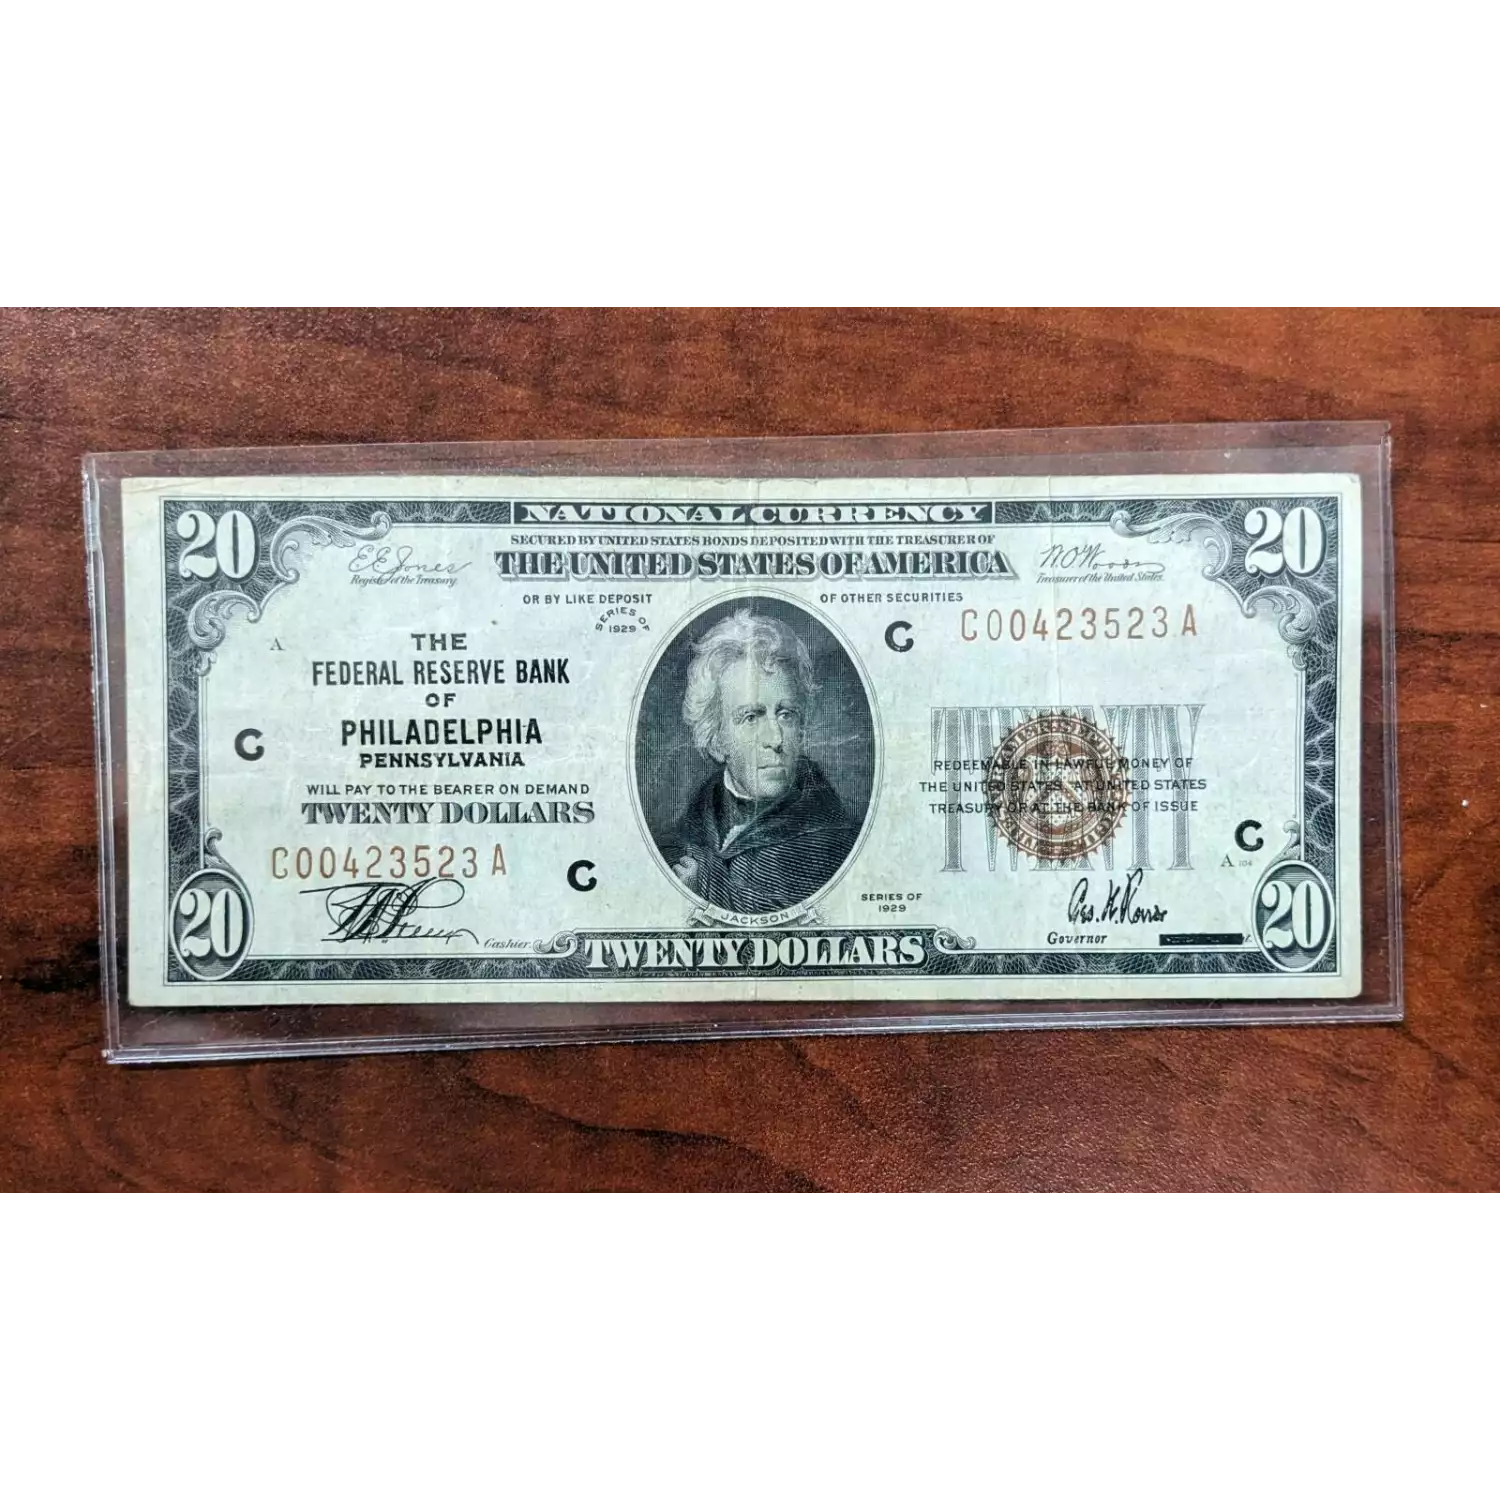 NATIONAL CURRENCY
20
20
SECURED BY UNITED STATES BONDS DEPOSITED WITH THE TREASURER OF
THE UNITED STATES OF AMERICA
E E Jones
Register of the Treasury.
W.O. Woods
Treasurer of the United States.
OR BY LIKE DEPOSIT
OF OTHER SECURITIES
SERIES OF
1929
C
C00423523A
A
THE
FEDERAL RESERVE BANK
OF
PHILADELPHIA
PENNSYLVANIA
C
WILL PAY TO THE BEARER ON DEMAND
TWENTY DOLLARS
C00423523A
C
TWENTY
REDEEMABLE IN LAWFUL MONEY OF
THE UNITED STATES AT UNITED STATES
TREASURY OR AT THE BANK OF ISSUE
C
A 104
SERIES OF
1929
JACKSON
Cashier.
Governor
20
TWENTY DOLLARS
20